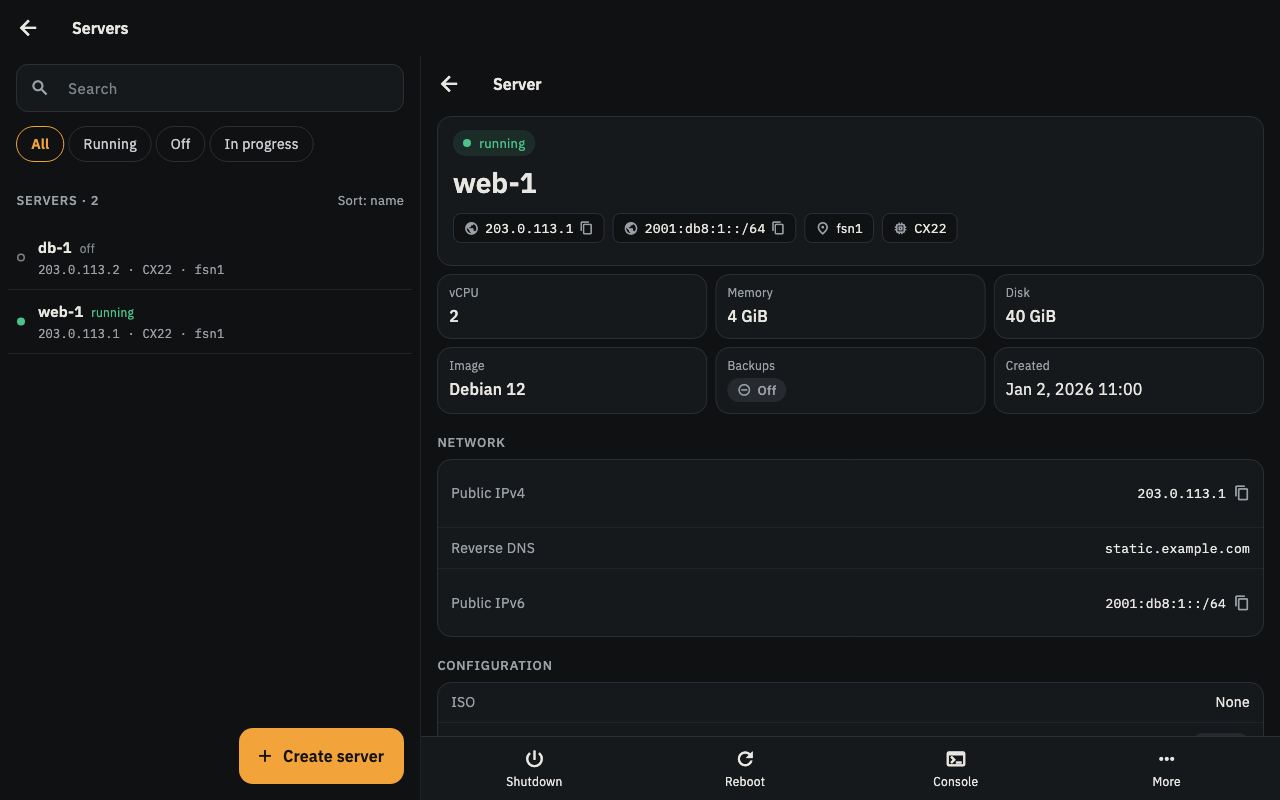 Servers
Search
All
Running
Off
In progress
SERVERS · 2
Sort: name
db-1 off
203.0.113.2 · CX22 · fsn1
web-1 running
203.0.113.1 · CX22 · fsn1
+ Create server
Server
running
web-1
203.0.113.1
2001:db8:1::/64
fsn1
CX22
vCPU
2
Memory
4 GiB
Disk
40 GiB
Image
Debian 12
Backups
Off
Created
Jan 2, 2026 11:00
NETWORK
Public IPv4
203.0.113.1
Reverse DNS
static.example.com
Public IPv6
2001:db8:1::/64
CONFIGURATION
ISO
None
Shutdown
Reboot
Console
More